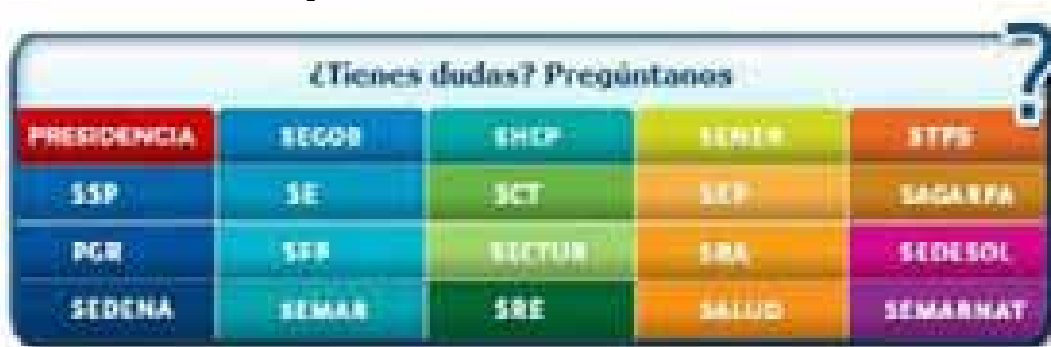 ¿Tienes dudas? Pregúntanos
?
PRESIDENCIA SEGOB SHCP SENER STPS
SSP SE SCT SEP SAGARPA
PGR SFP SECTUR SRA SEDESOL
SEDENA SEMAR SRE SALUD SEMARNAT